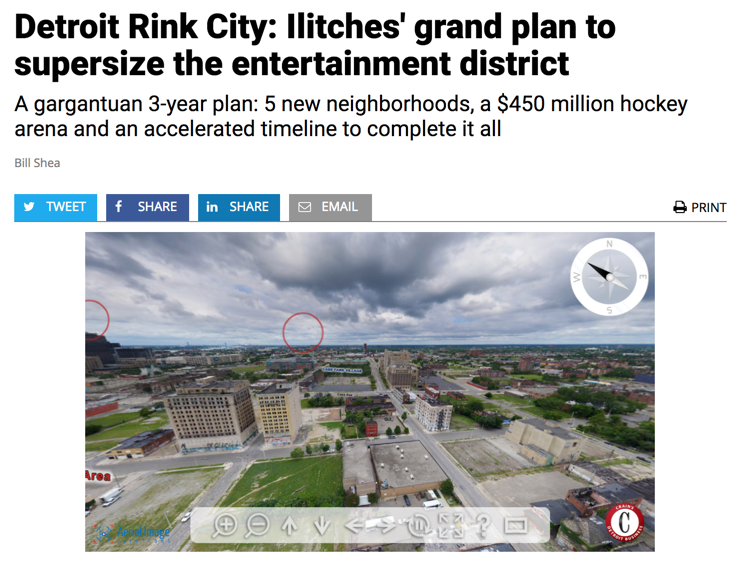 Detroit Rink City: Ilitches' grand plan to
supersize the entertainment district
A gargantuan 3-year plan: 5 new neighborhoods, a $450 million hockey
arena and an accelerated timeline to complete it all
Bill Shea
TWEET
f SHARE
in SHARE
EMAIL
PRINT
N
W E
S
Area
C